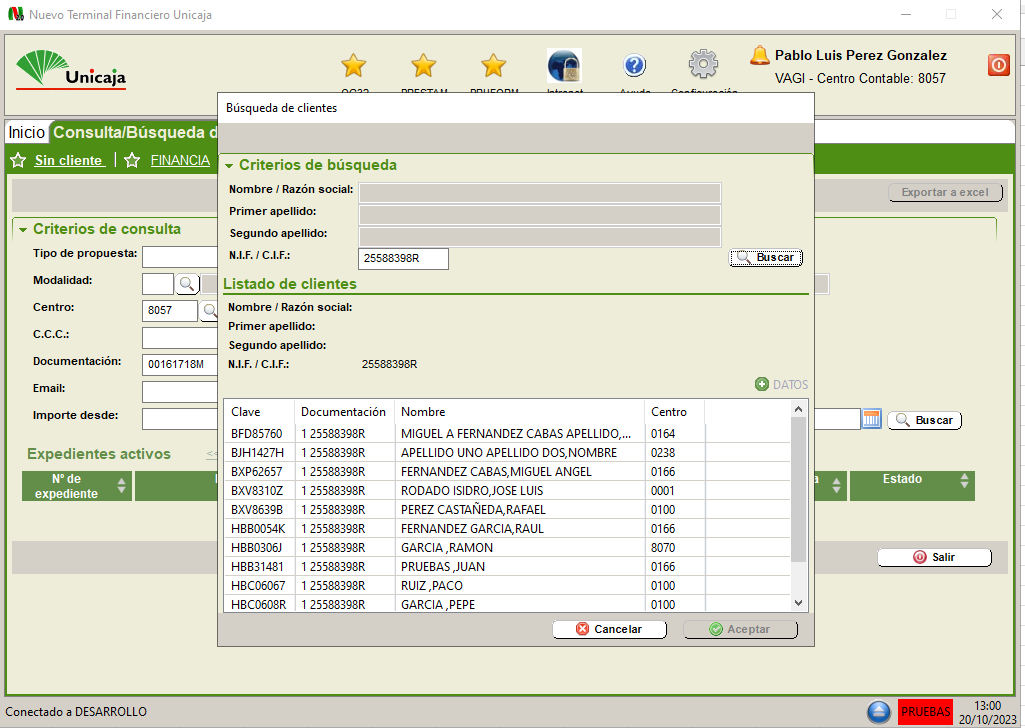 Nuevo Terminal Financiero Unicaja
Unicaja
Intranet
Ayuda
Configuración
Pablo Luis Perez Gonzalez
VAGI - Centro Contable: 8057
Búsqueda de clientes
Inicio
Consulta/Búsqueda d
Sin cliente
FINANCIA
Exportar a excel
Criterios de búsqueda
Nombre / Razón social:
Primer apellido:
Segundo apellido:
N.I.F. / C.I.F.: 25588398R
Buscar
Criterios de consulta
Tipo de propuesta:
Modalidad:
Centro: 8057
C.C.C.:
Documentación: 00161718M
Email:
Importe desde:
Buscar
Listado de clientes
Nombre / Razón social:
Primer apellido:
Segundo apellido:
N.I.F. / C.I.F.: 25588398R
DATOS
Clave Documentación Nombre Centro
BFD85760 1 25588398R MIGUEL A FERNANDEZ CABAS APELLIDO,... 0164
BJH1427H 1 25588398R APELLIDO UNO APELLIDO DOS,NOMBRE 0238
BXP62657 1 25588398R FERNANDEZ CABAS,MIGUEL ANGEL 0166
BXV8310Z 1 25588398R RODADO ISIDRO,JOSE LUIS 0001
BXV8639B 1 25588398R PEREZ CASTAÑEDA,RAFAEL 0100
HBB0054K 1 25588398R FERNANDEZ GARCIA,RAUL 0166
HBB0306J 1 25588398R GARCIA ,RAMON 8070
HBB31481 1 25588398R PRUEBAS ,JUAN 0166
HBC06067 1 25588398R RUIZ ,PACO 0100
HBC0608R 1 25588398R GARCIA ,PEPE 0100
Expedientes activos <<
Nº de
expediente
Estado
Salir
Cancelar
Aceptar
Conectado a DESARROLLO
PRUEBAS
13:00
20/10/2023